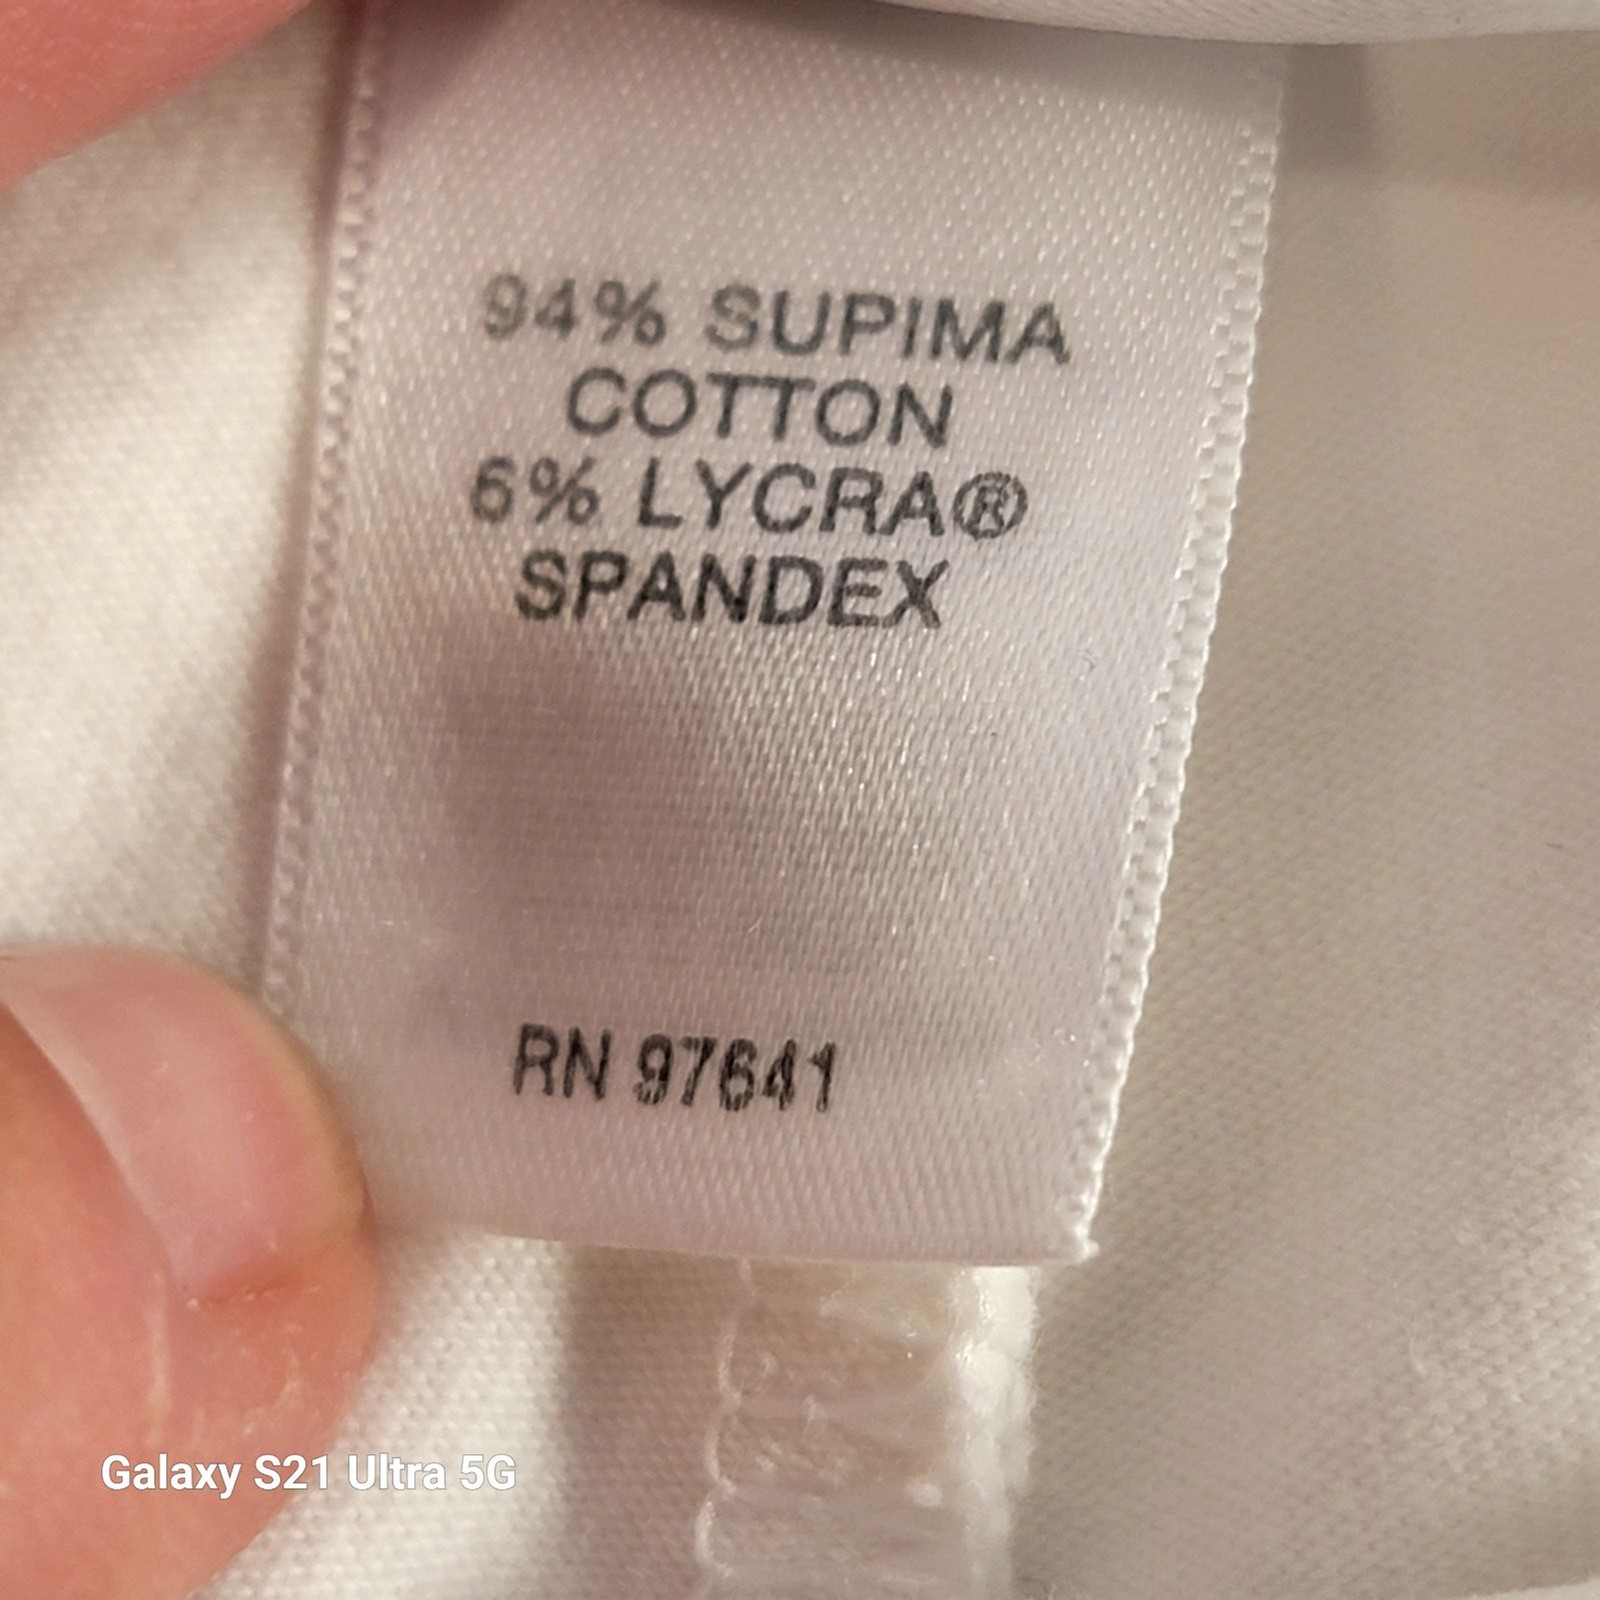 94% SUPIMA
COTTON
6% LYCRA®
SPANDEX
RN 97641
Galaxy S21 Ultra 5G